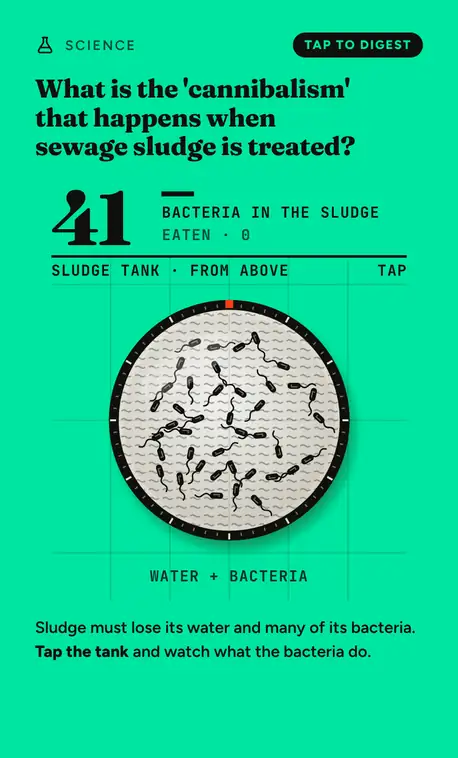 SCIENCE
TAP TO DIGEST
What is the 'cannibalism'
that happens when
sewage sludge is treated?
41
BACTERIA IN THE SLUDGE
EATEN · 0
SLUDGE TANK · FROM ABOVE
TAP
WATER + BACTERIA
Sludge must lose its water and many of its bacteria.
Tap the tank and watch what the bacteria do.